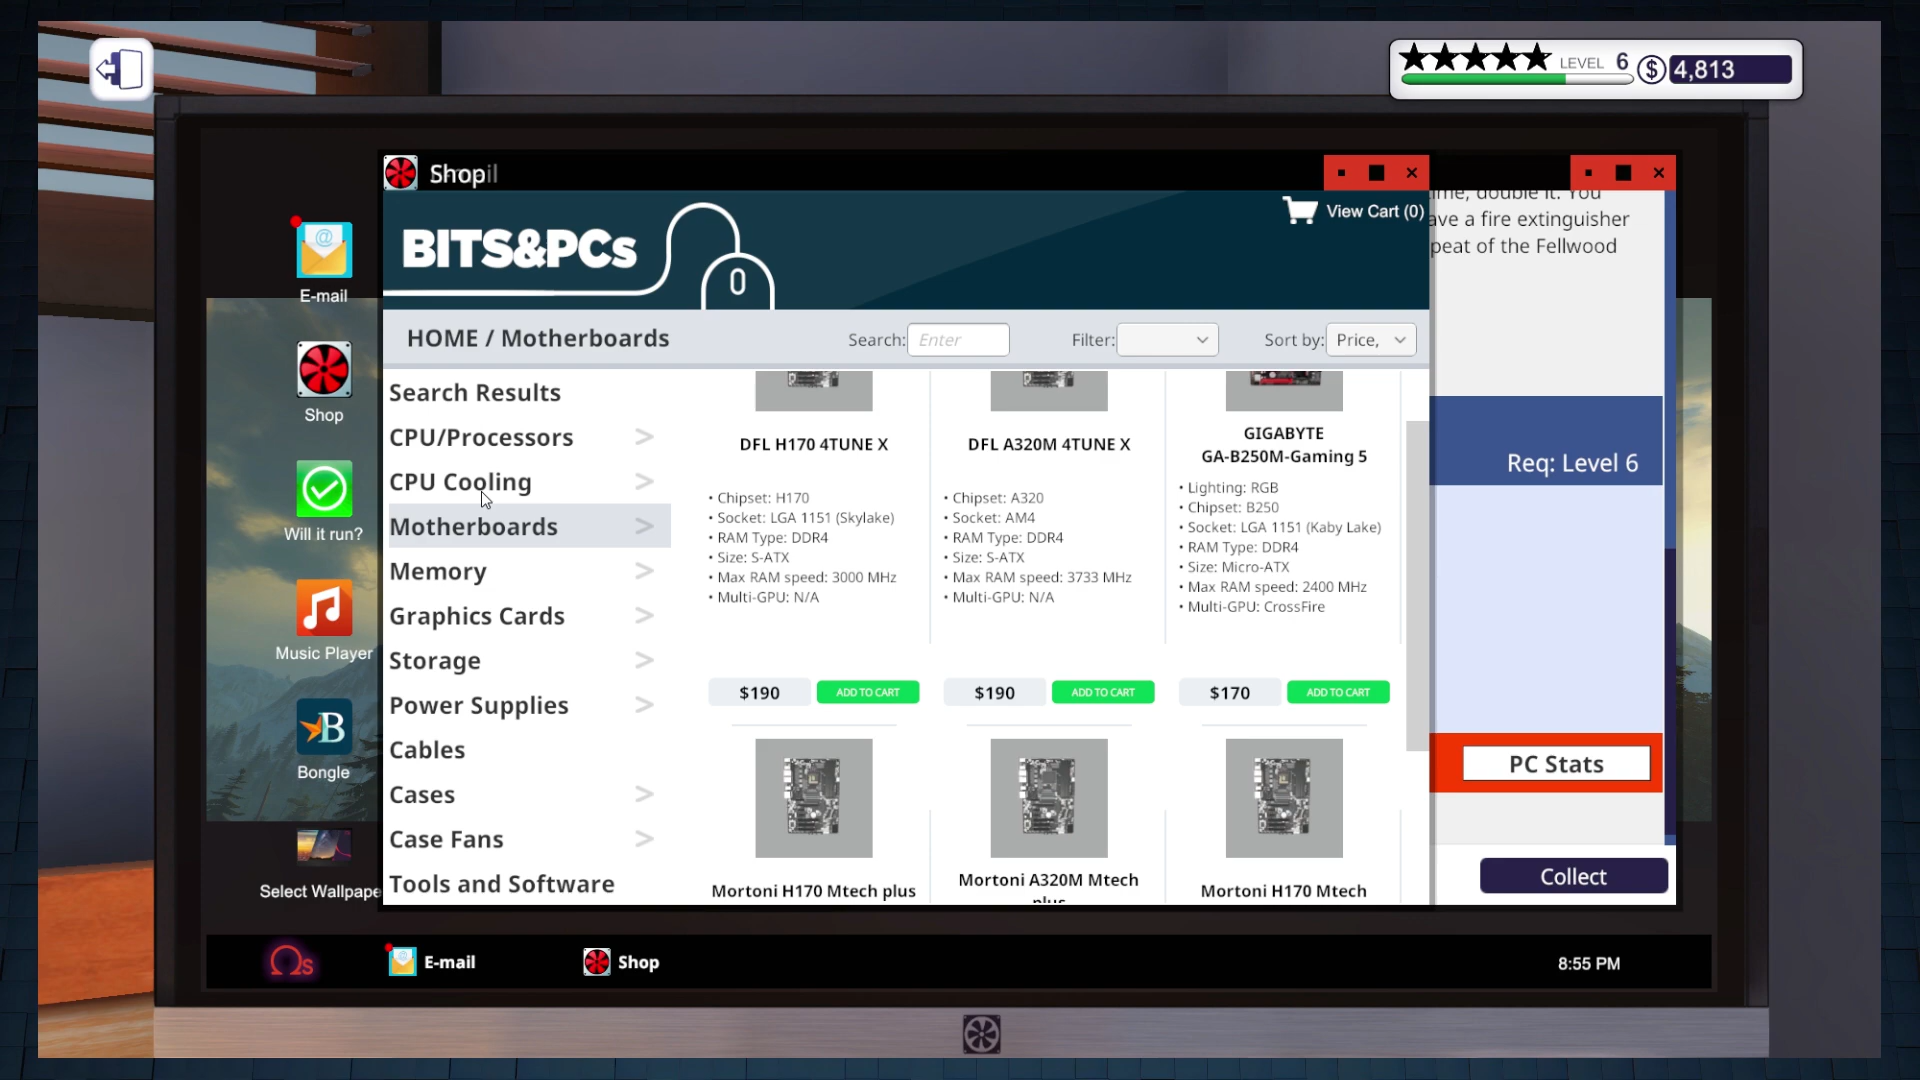 LEVEL 6 $ 4,813
Shopil
View Cart (0)
BITS&PCs
HOME / Motherboards
Search: Enter
Filter:
Sort by: Price,
Search Results
CPU/Processors >
CPU Cooling >
Motherboards >
Memory >
Graphics Cards >
Storage >
Power Supplies >
Cables
Cases >
Case Fans >
Tools and Software
DFL H170 4TUNE X
• Chipset: H170
• Socket: LGA 1151 (Skylake)
• RAM Type: DDR4
• Size: S-ATX
• Max RAM speed: 3000 MHz
• Multi-GPU: N/A
$190 ADD TO CART
DFL A320M 4TUNE X
• Chipset: A320
• Socket: AM4
• RAM Type: DDR4
• Size: S-ATX
• Max RAM speed: 3733 MHz
• Multi-GPU: N/A
$190 ADD TO CART
GIGABYTE
GA-B250M-Gaming 5
• Lighting: RGB
• Chipset: B250
• Socket: LGA 1151 (Kaby Lake)
• RAM Type: DDR4
• Size: Micro-ATX
• Max RAM speed: 2400 MHz
• Multi-GPU: CrossFire
$170 ADD TO CART
Mortoni H170 Mtech plus
Mortoni A320M Mtech
plus
Mortoni H170 Mtech
double it. You
ave a fire extinguisher
peat of the Fellwood
Req: Level 6
PC Stats
Collect
E-mail
Shop
Will it run?
Music Player
B
Bongle
Select Wallpape
Ωs
E-mail
Shop
8:55 PM